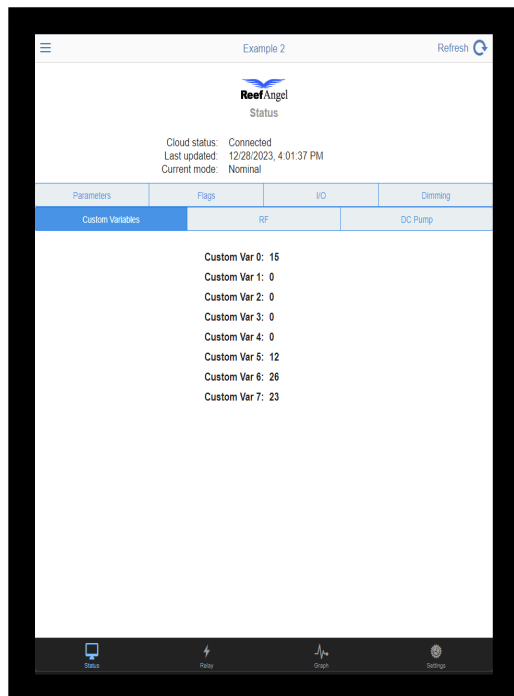 Example 2
Refresh
ReefAngel
Status
Cloud status: Connected
Last updated: 12/28/2023, 4:01:37 PM
Current mode: Nominal
Parameters Flags I/O Dimming
Custom Variables RF DC Pump
Custom Var 0: 15
Custom Var 1: 0
Custom Var 2: 0
Custom Var 3: 0
Custom Var 4: 0
Custom Var 5: 12
Custom Var 6: 26
Custom Var 7: 23
Status Relay Graph Settings